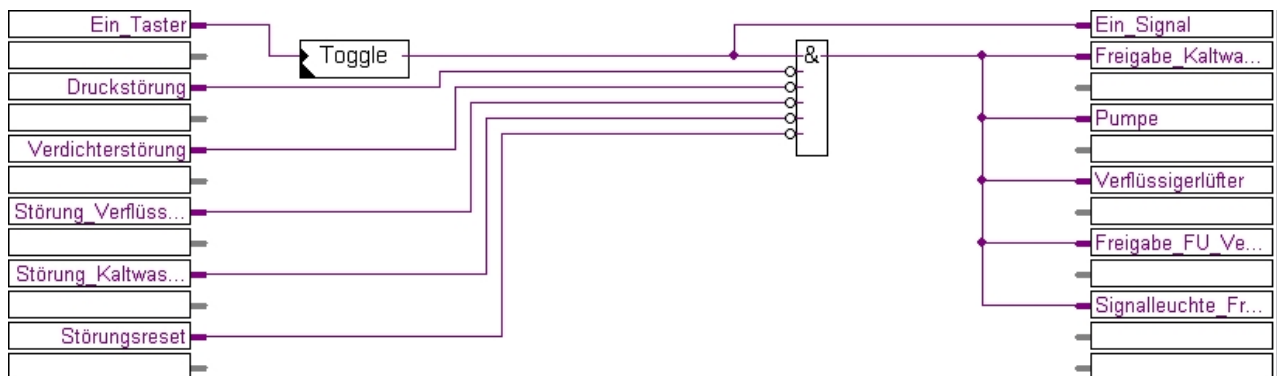 Ein_Taster
Ein_Signal
Toggle
&
Freigabe_Kaltwa...
Druckstörung
Pumpe
Verdichterstörung
Verflüssigerlüfter
Störung_Verflüss...
Freigabe_FU_Ve...
Störung_Kaltwas...
Signalleuchte_Fr...
Störungsreset